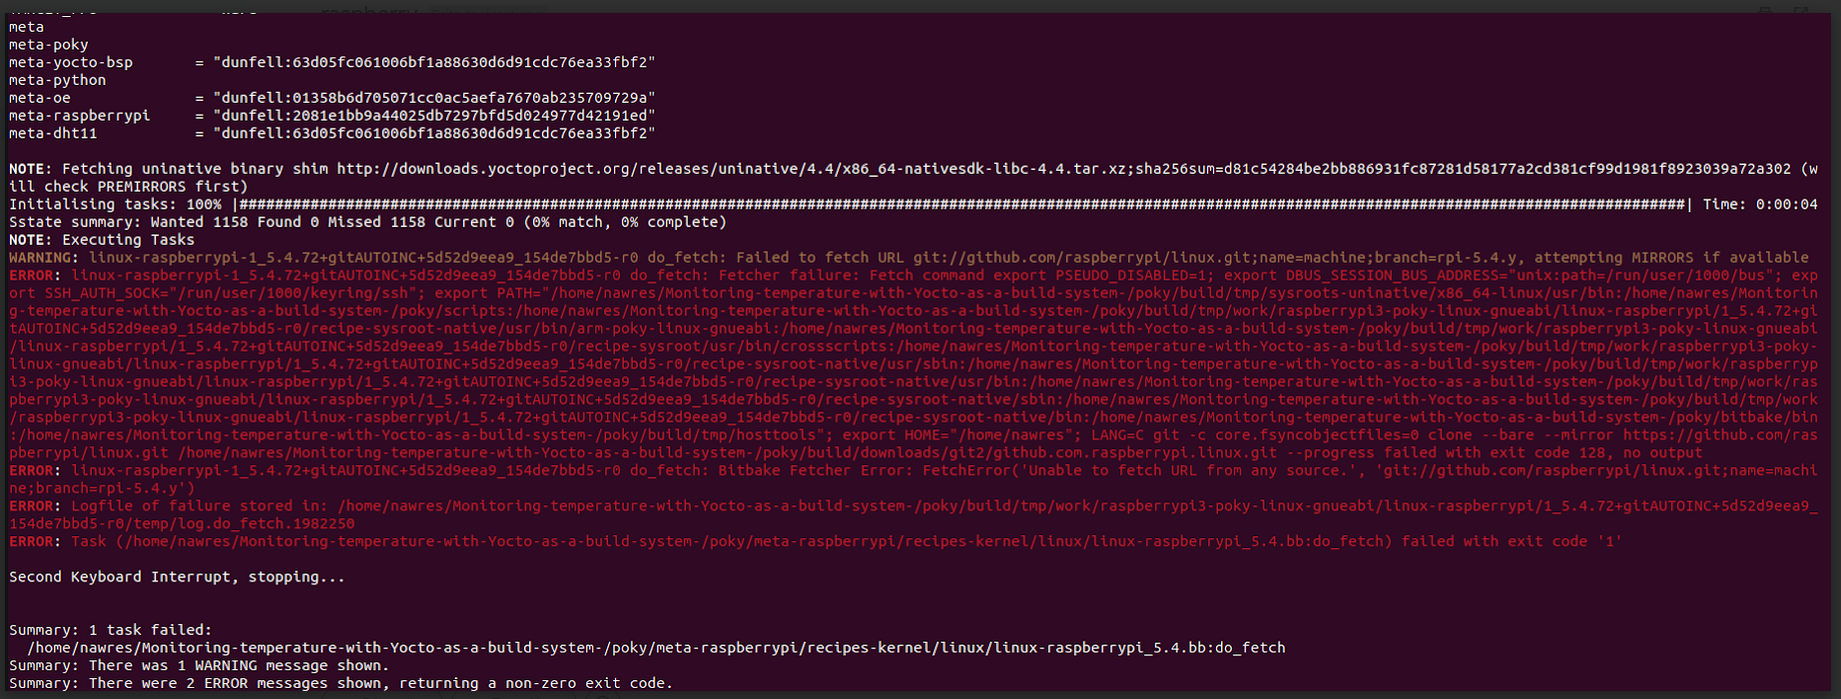 meta
meta-poky
meta-yocto-bsp       = "dunfell:63d05fc061006bf1a88630d6d91cdc76ea33fbf2"
meta-python
meta-oe              = "dunfell:01358b6d705071cc0ac5aefa7670ab235709729a"
meta-raspberrypi     = "dunfell:2081e1bb9a44025db7297bfd5d024977d42191ed"
meta-dht11           = "dunfell:63d05fc061006bf1a88630d6d91cdc76ea33fbf2"
NOTE: Fetching uninative binary shim http://downloads.yoctoproject.org/releases/uninative/4.4/x86_64-nativesdk-libc-4.4.tar.xz;sha256sum=d81c54284be2bb886931fc87281d58177a2cd381cf99d1981f8923039a72a302 (w
ill check PREMIRRORS first)
Initialising tasks: 100% |####################################################################################################################################################################| Time: 0:00:04
Sstate summary: Wanted 1158 Found 0 Missed 1158 Current 0 (0% match, 0% complete)
NOTE: Executing Tasks
WARNING: linux-raspberrypi-1_5.4.72+gitAUTOINC+5d52d9eea9_154de7bbd5-r0 do_fetch: Failed to fetch URL git://github.com/raspberrypi/linux.git;name=machine;branch=rpi-5.4.y, attempting MIRRORS if available
ERROR: linux-raspberrypi-1_5.4.72+gitAUTOINC+5d52d9eea9_154de7bbd5-r0 do_fetch: Fetcher failure: Fetch command export PSEUDO_DISABLED=1; export DBUS_SESSION_BUS_ADDRESS="unix:path=/run/user/1000/bus"; exp
ort SSH_AUTH_SOCK="/run/user/1000/keyring/ssh"; export PATH="/home/nawres/Monitoring-temperature-with-Yocto-as-a-build-system-/poky/build/tmp/sysroots-uninative/x86_64-linux/usr/bin:/home/nawres/Monitorin
g-temperature-with-Yocto-as-a-build-system-/poky/scripts:/home/nawres/Monitoring-temperature-with-Yocto-as-a-build-system-/poky/build/tmp/work/raspberrypi3-poky-linux-gnueabi/linux-raspberrypi/1_5.4.72+gi
tAUTOINC+5d52d9eea9_154de7bbd5-r0/recipe-sysroot-native/usr/bin/arm-poky-linux-gnueabi:/home/nawres/Monitoring-temperature-with-Yocto-as-a-build-system-/poky/build/tmp/work/raspberrypi3-poky-linux-gnueabi
/linux-raspberrypi/1_5.4.72+gitAUTOINC+5d52d9eea9_154de7bbd5-r0/recipe-sysroot/usr/bin/crossscripts:/home/nawres/Monitoring-temperature-with-Yocto-as-a-build-system-/poky/build/tmp/work/raspberrypi3-poky-
linux-gnueabi/linux-raspberrypi/1_5.4.72+gitAUTOINC+5d52d9eea9_154de7bbd5-r0/recipe-sysroot-native/usr/sbin:/home/nawres/Monitoring-temperature-with-Yocto-as-a-build-system-/poky/build/tmp/work/raspberryp
i3-poky-linux-gnueabi/linux-raspberrypi/1_5.4.72+gitAUTOINC+5d52d9eea9_154de7bbd5-r0/recipe-sysroot-native/usr/bin:/home/nawres/Monitoring-temperature-with-Yocto-as-a-build-system-/poky/build/tmp/work/ras
pberrypi3-poky-linux-gnueabi/linux-raspberrypi/1_5.4.72+gitAUTOINC+5d52d9eea9_154de7bbd5-r0/recipe-sysroot-native/sbin:/home/nawres/Monitoring-temperature-with-Yocto-as-a-build-system-/poky/build/tmp/work
/raspberrypi3-poky-linux-gnueabi/linux-raspberrypi/1_5.4.72+gitAUTOINC+5d52d9eea9_154de7bbd5-r0/recipe-sysroot-native/bin:/home/nawres/Monitoring-temperature-with-Yocto-as-a-build-system-/poky/bitbake/bin
:/home/nawres/Monitoring-temperature-with-Yocto-as-a-build-system-/poky/build/tmp/hosttools"; export HOME="/home/nawres"; LANG=C git -c core.fsyncobjectfiles=0 clone --bare --mirror https://github.com/ras
pberrypi/linux.git /home/nawres/Monitoring-temperature-with-Yocto-as-a-build-system-/poky/build/downloads/git2/github.com.raspberrypi.linux.git --progress failed with exit code 128, no output
ERROR: linux-raspberrypi-1_5.4.72+gitAUTOINC+5d52d9eea9_154de7bbd5-r0 do_fetch: Bitbake Fetcher Error: FetchError('Unable to fetch URL from any source.', 'git://github.com/raspberrypi/linux.git;name=machi
ne;branch=rpi-5.4.y')
ERROR: Logfile of failure stored in: /home/nawres/Monitoring-temperature-with-Yocto-as-a-build-system-/poky/build/tmp/work/raspberrypi3-poky-linux-gnueabi/linux-raspberrypi/1_5.4.72+gitAUTOINC+5d52d9eea9_
154de7bbd5-r0/temp/log.do_fetch.1982250
ERROR: Task (/home/nawres/Monitoring-temperature-with-Yocto-as-a-build-system-/poky/meta-raspberrypi/recipes-kernel/linux/linux-raspberrypi_5.4.bb:do_fetch) failed with exit code '1'
Second Keyboard Interrupt, stopping...
Summary: 1 task failed:
  /home/nawres/Monitoring-temperature-with-Yocto-as-a-build-system-/poky/meta-raspberrypi/recipes-kernel/linux/linux-raspberrypi_5.4.bb:do_fetch
Summary: There was 1 WARNING message shown.
Summary: There were 2 ERROR messages shown, returning a non-zero exit code.